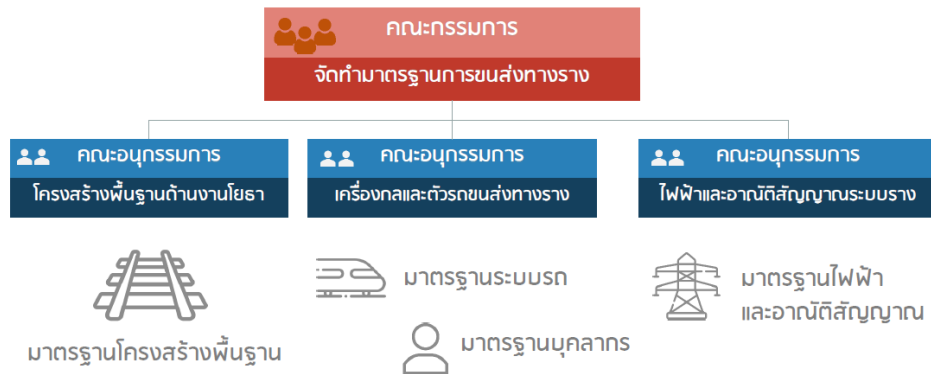 คณะกรรมการ
จัดทำมาตรฐานการขนส่งทางราง
คณะอนุกรรมการ
โครงสร้างพื้นฐานด้านงานโยธา
คณะอนุกรรมการ
เครื่องกลและตัวรถขนส่งทางราง
คณะอนุกรรมการ
ไฟฟ้าและอาณัติสัญญาณระบบราง
มาตรฐานโครงสร้างพื้นฐาน
มาตรฐานระบบรถ
มาตรฐานบุคลากร
มาตรฐานไฟฟ้า
และอาณัติสัญญาณ